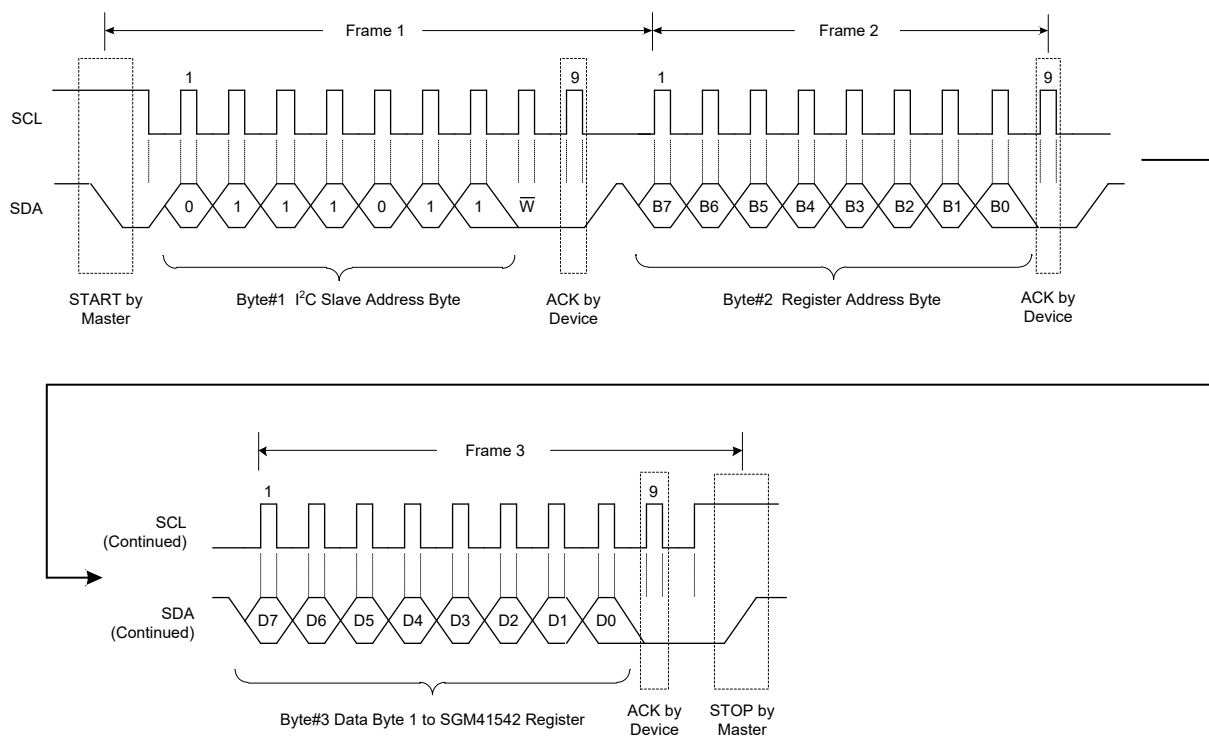 Frame 1
Frame 2
1
9
1
9
SCL
SDA
0 1 1 1 0 1 1 W̅
B7 B6 B5 B4 B3 B2 B1 B0
START by
Master
Byte#1 I²C Slave Address Byte
ACK by
Device
Byte#2 Register Address Byte
ACK by
Device
Frame 3
1
9
SCL
(Continued)
SDA
(Continued)
D7 D6 D5 D4 D3 D2 D1 D0
Byte#3 Data Byte 1 to SGM41542 Register
ACK by
Device
STOP by
Master